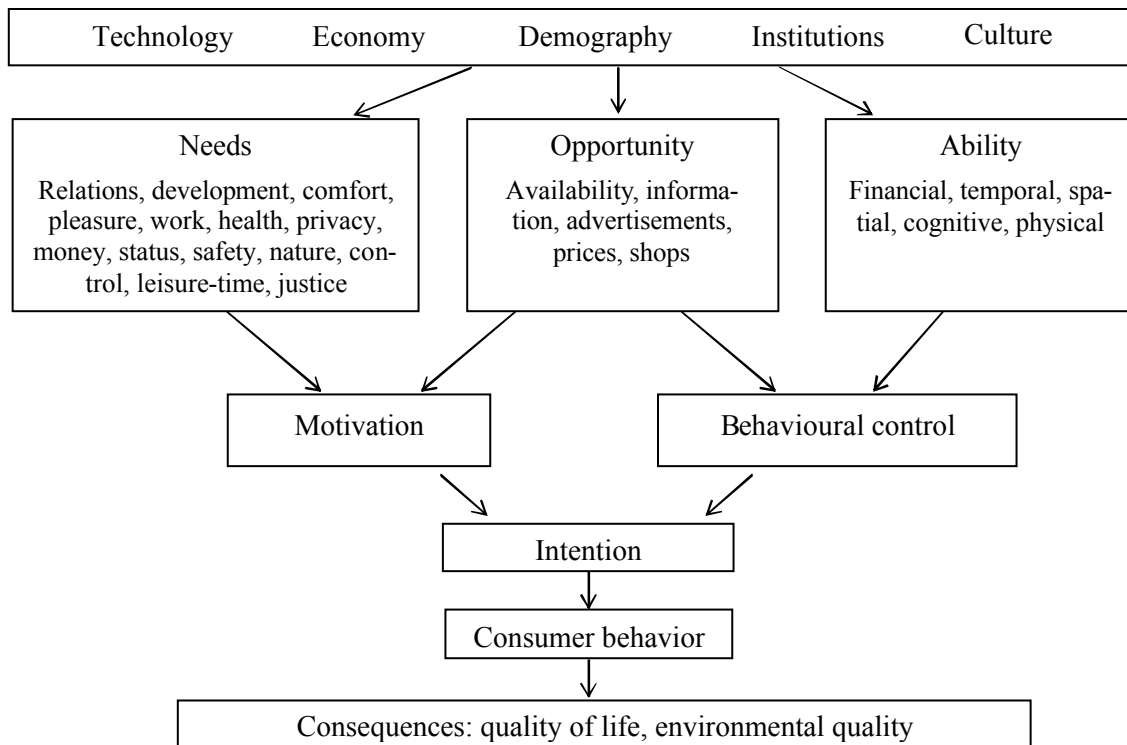 Technology Economy Demography Institutions Culture
Needs
Relations, development, comfort,
pleasure, work, health, privacy,
money, status, safety, nature, con-
trol, leisure-time, justice
Opportunity
Availability, informa-
tion, advertisements,
prices, shops
Ability
Financial, temporal, spa-
tial, cognitive, physical
Motivation
Behavioural control
Intention
Consumer behavior
Consequences: quality of life, environmental quality